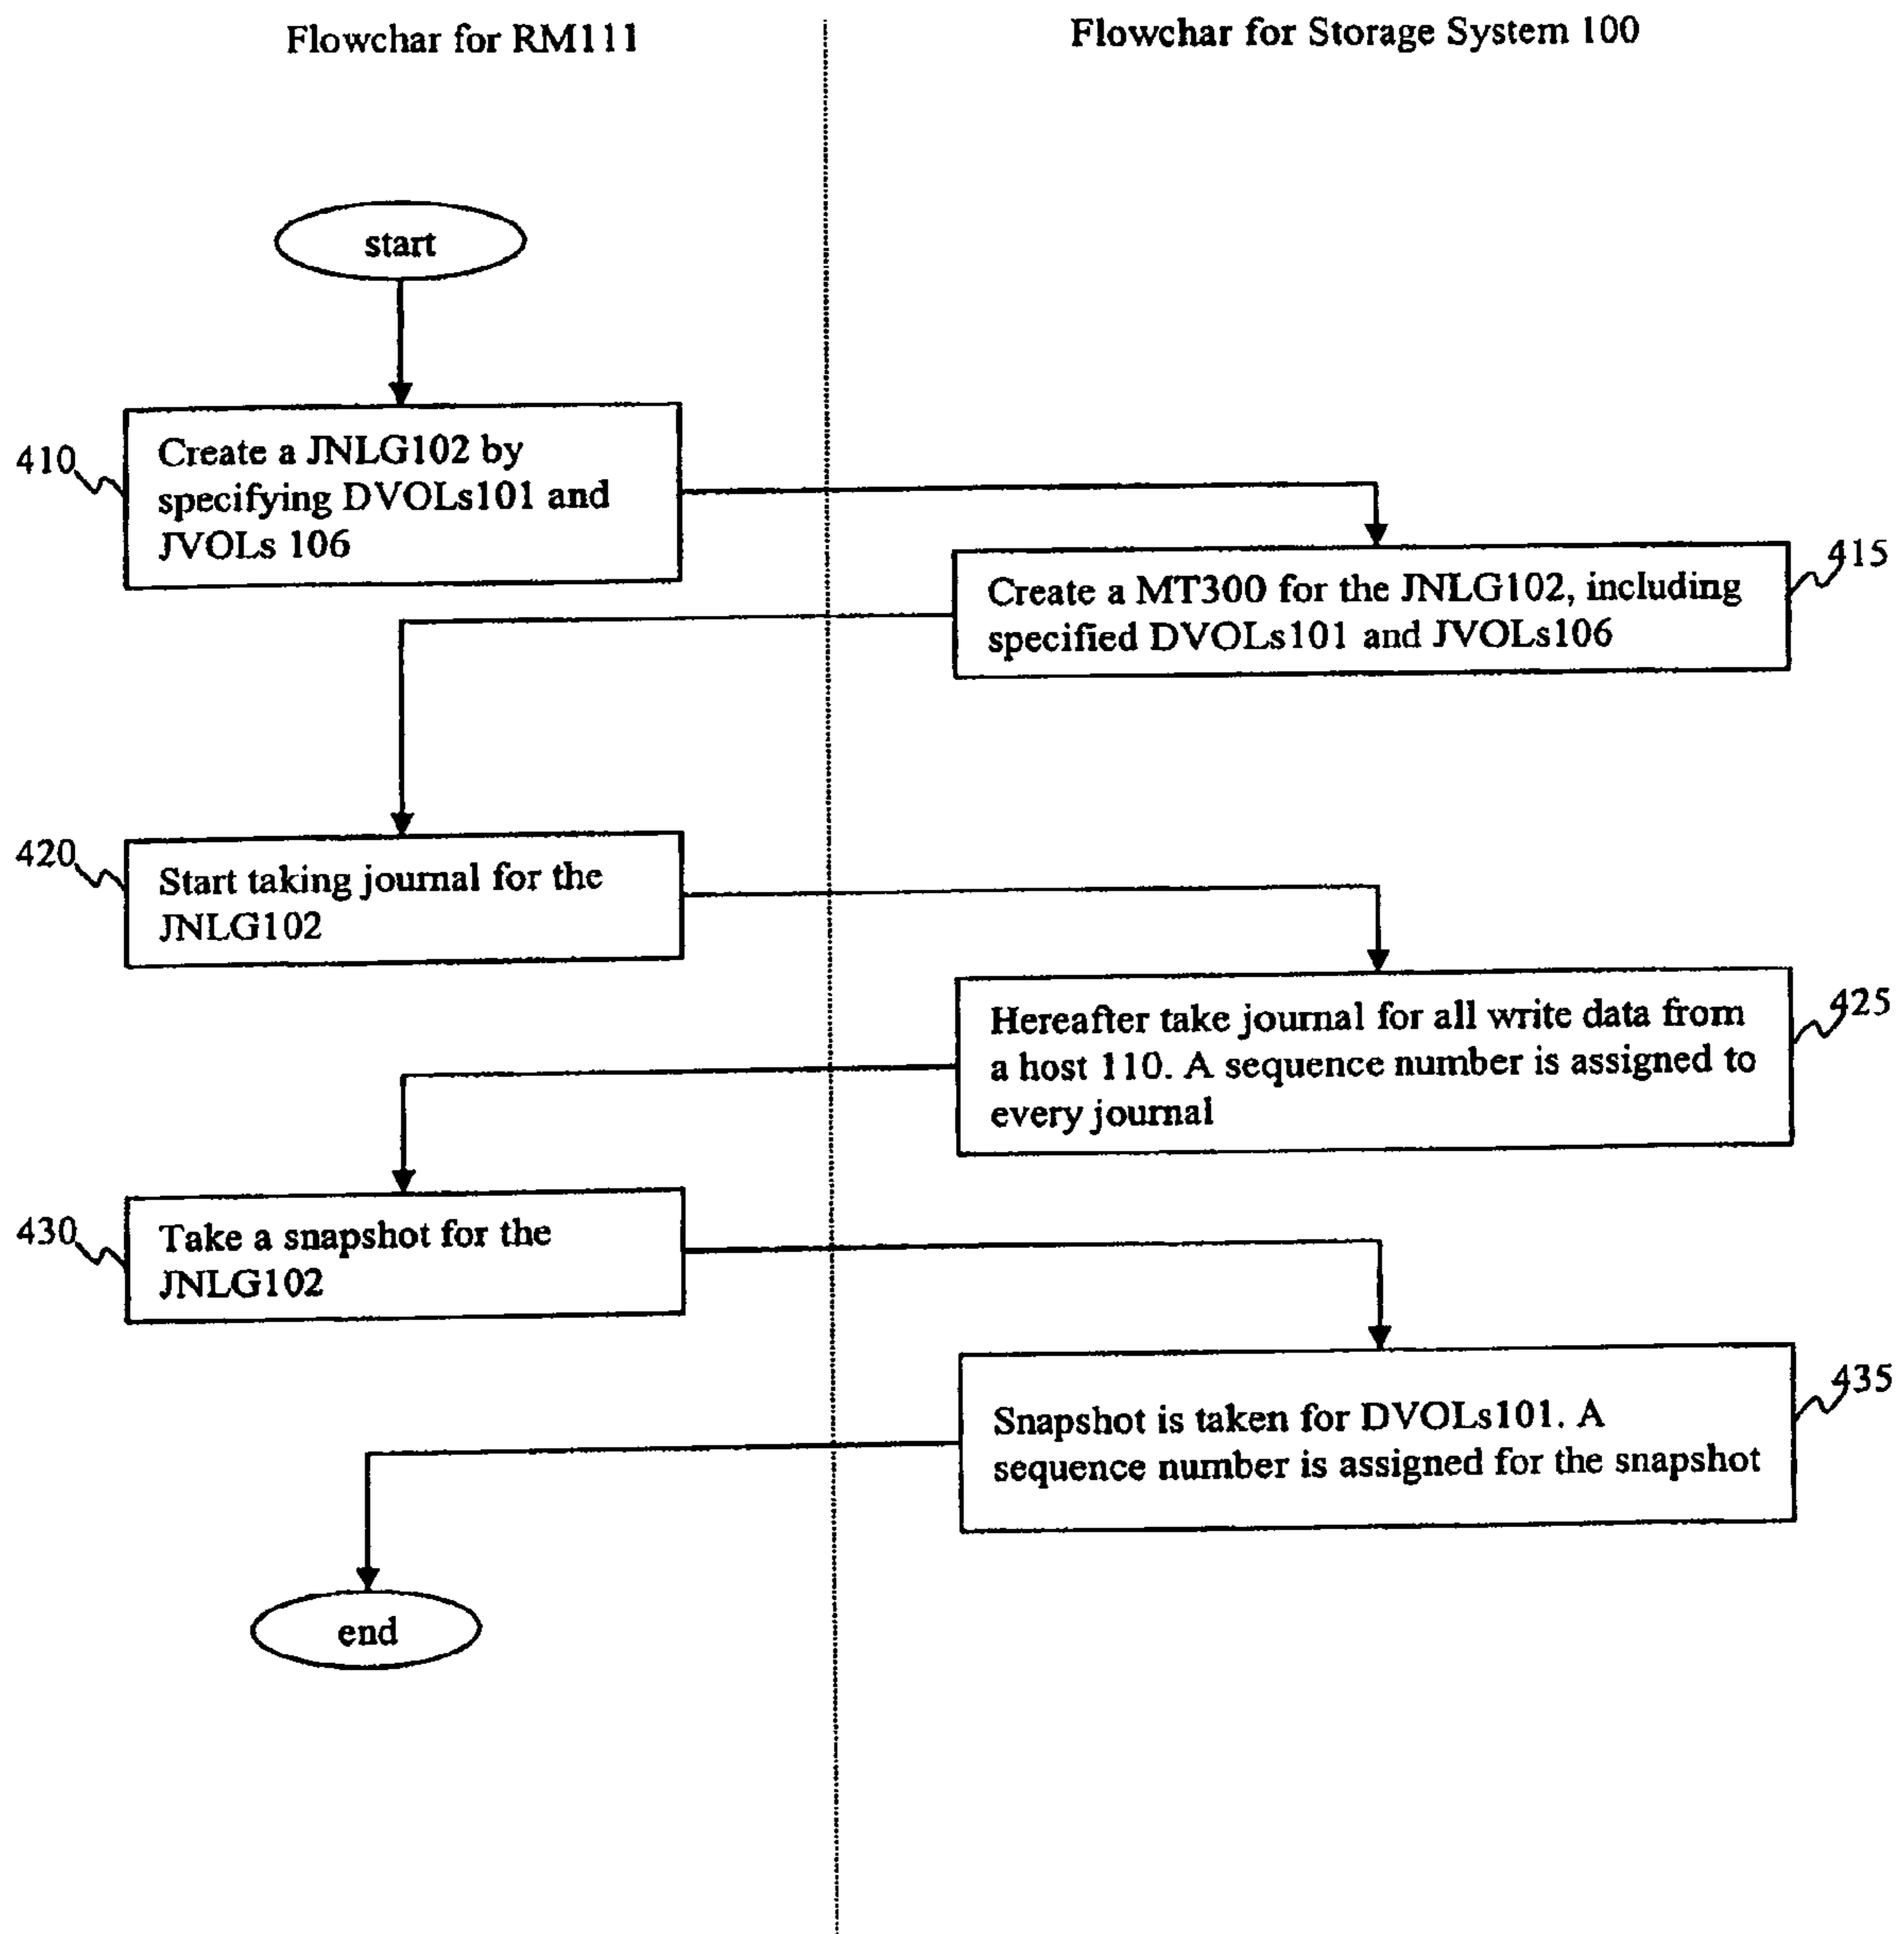 Flowchar for RM111
Flowchar for Storage System 100
start
410
Create a JNLG102 by
specifying DVOLs101 and
JVOLs 106
415
Create a MT300 for the JNLG102, including
specified DVOLs101 and JVOLs106
420
Start taking journal for the
JNLG102
425
Hereafter take journal for all write data from
a host 110. A sequence number is assigned to
every journal
430
Take a snapshot for the
JNLG102
435
Snapshot is taken for DVOLs101. A
sequence number is assigned for the snapshot
end